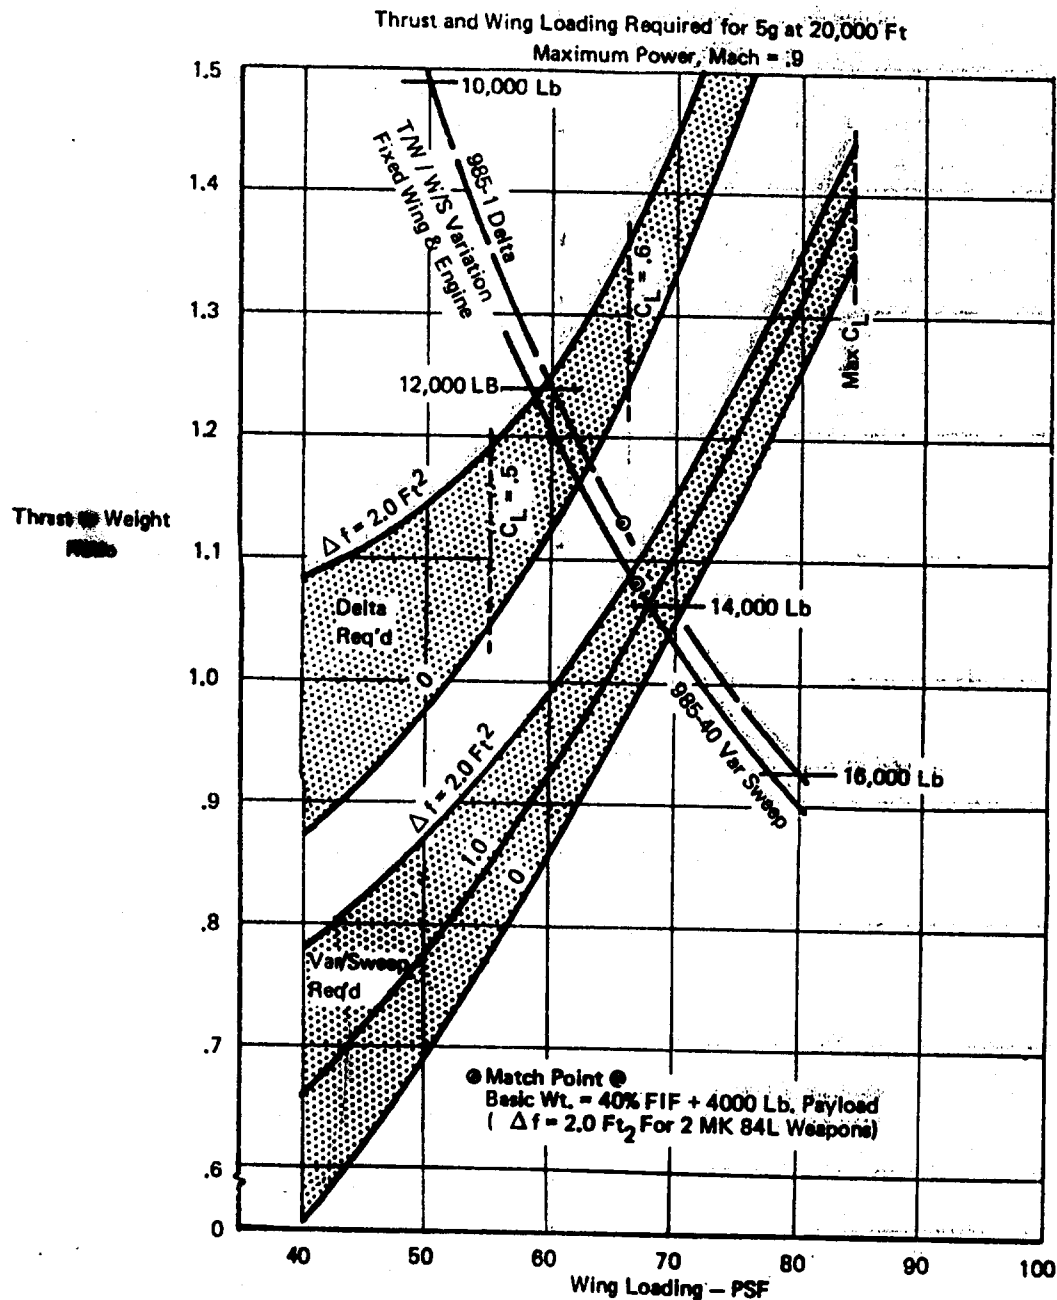 Thrust and Wing Loading Required for 5g at 20,000 Ft
Maximum Power, Mach = .9
1.5
1.4
1.3
1.2
1.1
1.0
.9
.8
.7
.6
0
Thrust Weight
10,000 Lb
985-1 Delta
T/W / W/S Variation
Fixed Wing & Engine
12,000 LB
CL = .6
CL = .5
Max CL
Δf = 2.0 Ft2
Delta
Req'd
0
14,000 Lb
985-40 Var Sweep
16,000 Lb
Δf = 2.0 Ft2
1.0
0
Var/Sweep
Req'd
Match Point @
Basic Wt. = 40% FIF + 4000 Lb. Payload
( Δf = 2.0 Ft2 For 2 MK 84L Weapons)
40
50
60
70
80
90
100
Wing Loading – PSF